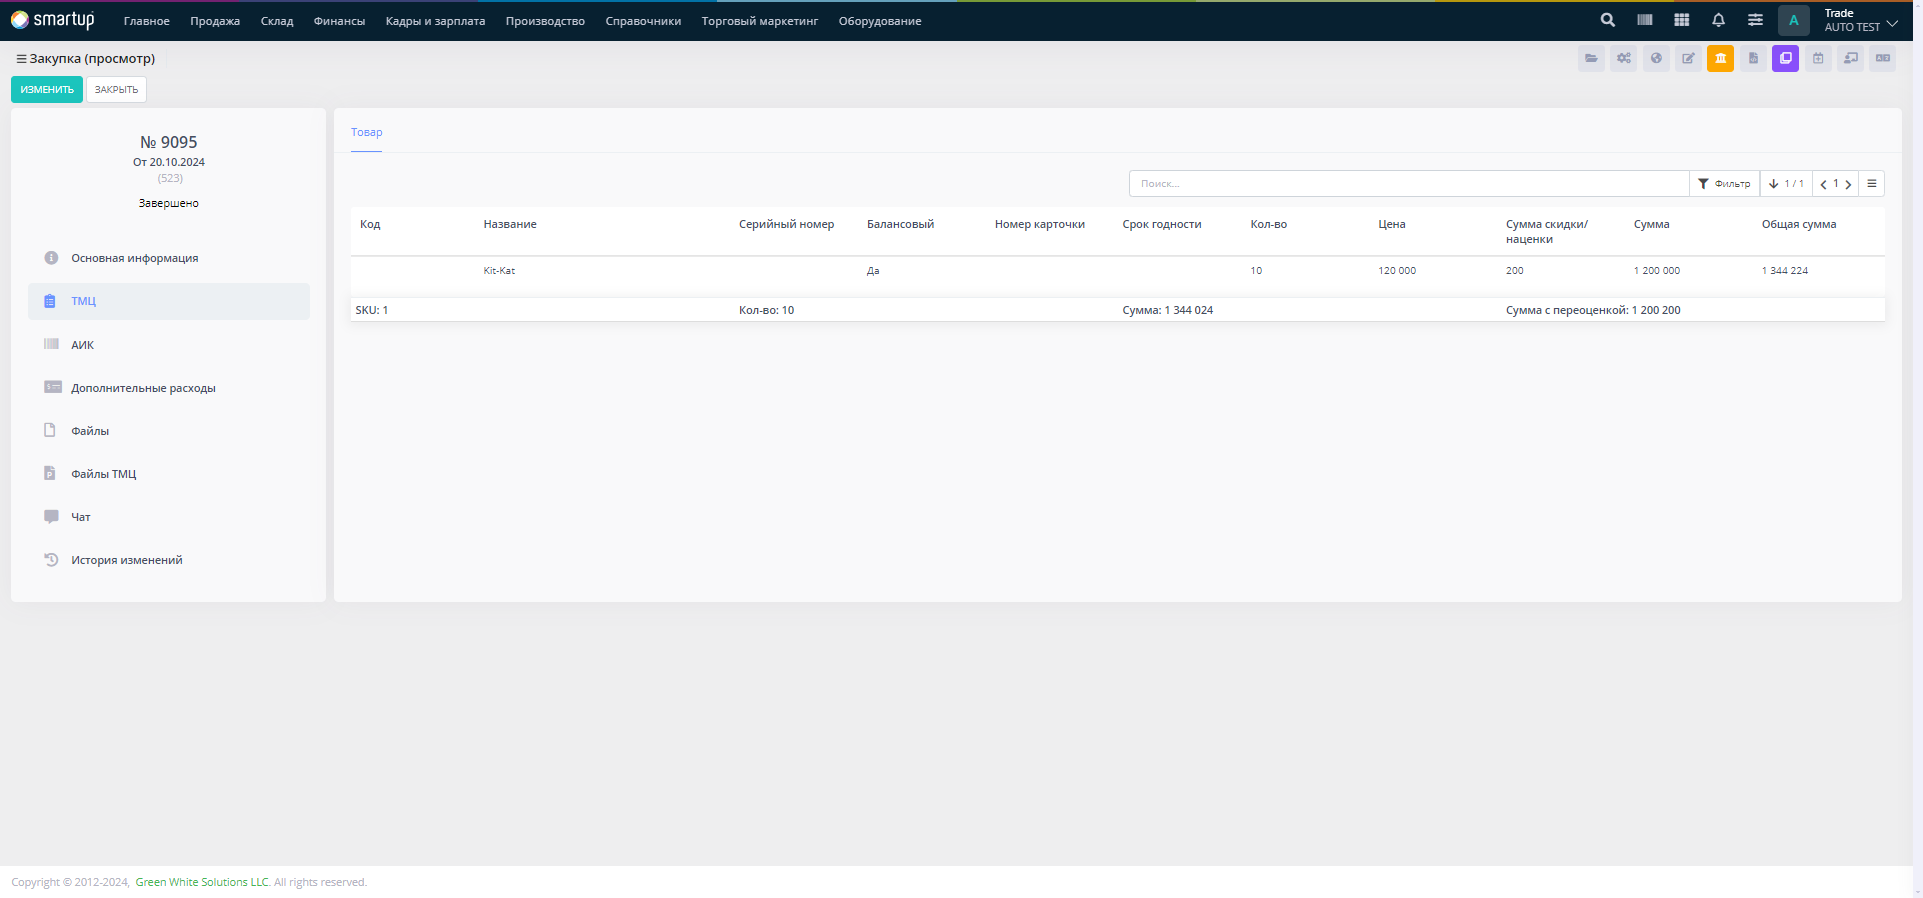 smartup
Главное Продажа Склад Финансы Кадры и зарплата Производство Справочники Торговый маркетинг Оборудование
A
Trade
AUTO TEST
Закупка (просмотр)
ИЗМЕНИТЬ ЗАКРЫТЬ
№ 9095
От 20.10.2024
(523)
Завершено
Основная информация
ТМЦ
АИК
Дополнительные расходы
Файлы
Файлы ТМЦ
Чат
История изменений
Товар
Поиск... Фильтр 1 / 1 1
Код Название Серийный номер Балансовый Номер карточки Срок годности Кол-во Цена Сумма скидки/ Сумма Общая сумма
наценки
Kit-Kat Да 10 120 000 200 1 200 000 1 344 224
SKU: 1 Кол-во: 10 Сумма: 1 344 024 Сумма с переоценкой: 1 200 200
Copyright © 2012-2024, Green White Solutions LLC. All rights reserved.